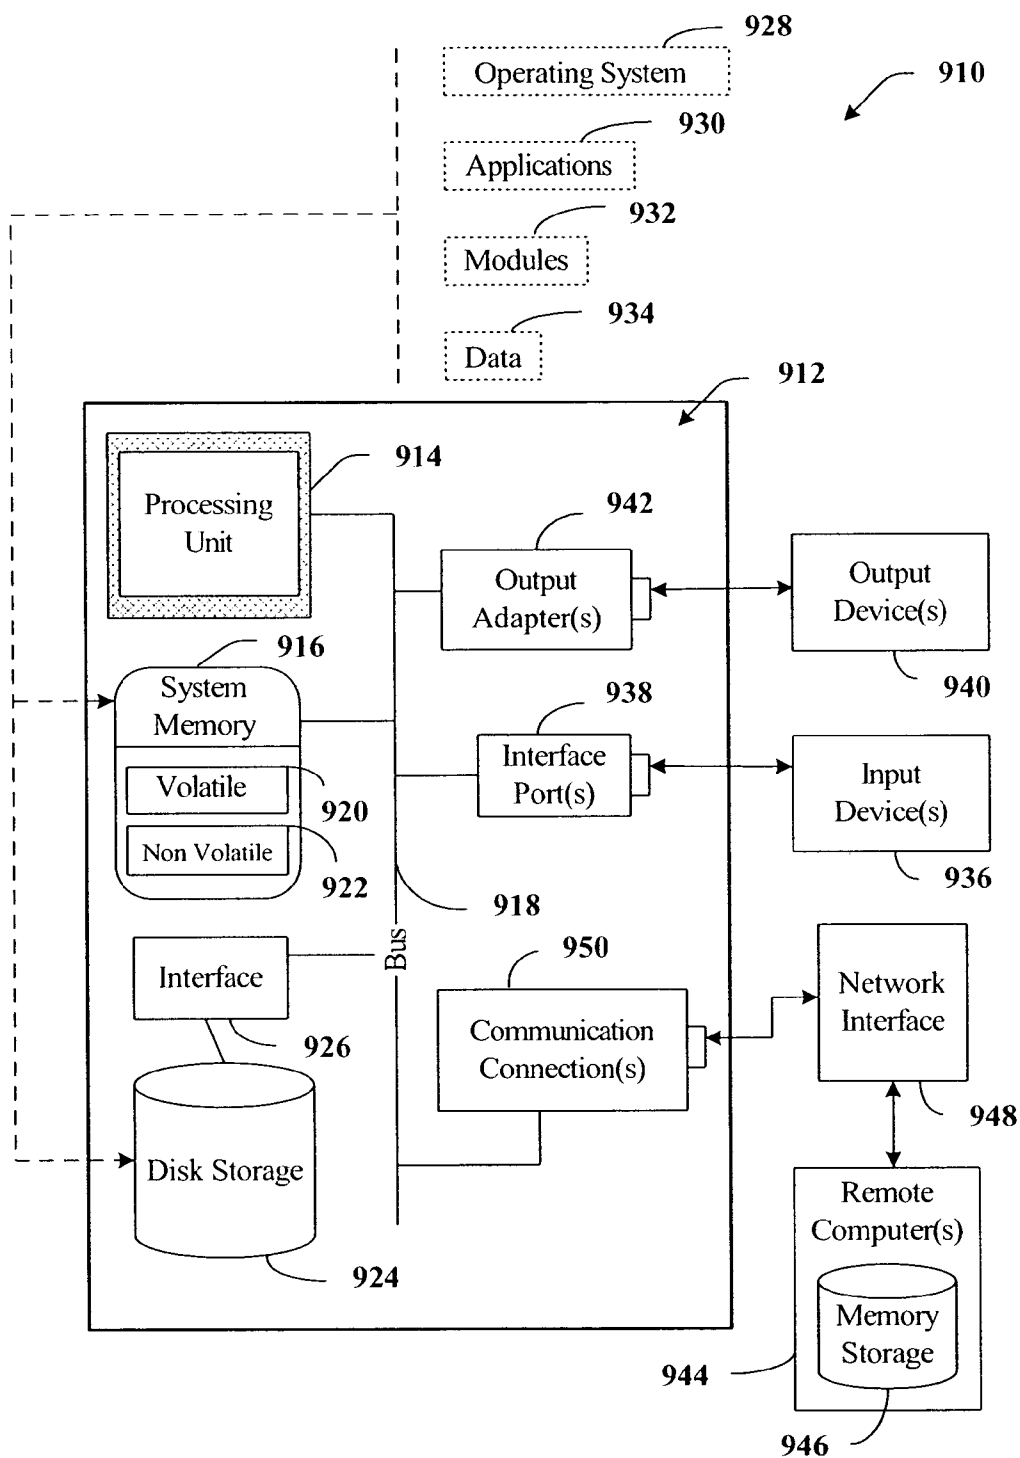 928
Operating System
910
930
Applications
932
Modules
934
Data
912
914
Processing
Unit
942
Output
Adapter(s)
Output
Device(s)
940
916
System
Memory
938
Interface
Port(s)
Input
Device(s)
936
Volatile
920
Non Volatile
922
918
Bus
950
Interface
926
Communication
Connection(s)
Network
Interface
948
Disk Storage
924
Remote
Computer(s)
Memory
Storage
944
946